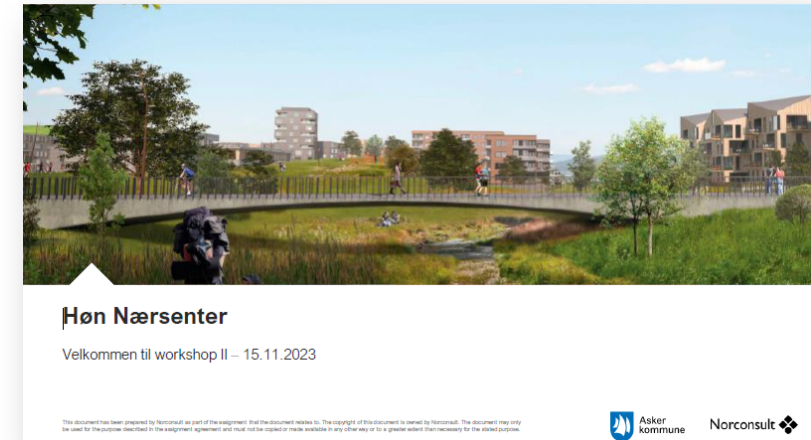 Høn Nærsenter
Velkommen til workshop II – 15.11.2023
This document has been prepared by Norconsult as part of the assignment that the document relates to. The copyright of this document is owned by Norconsult. The document may only
be used for the purpose described in the assignment agreement and must not be copied or made available in any other way or to a greater extent than necessary for the stated purpose.
Asker
kommune
Norconsult